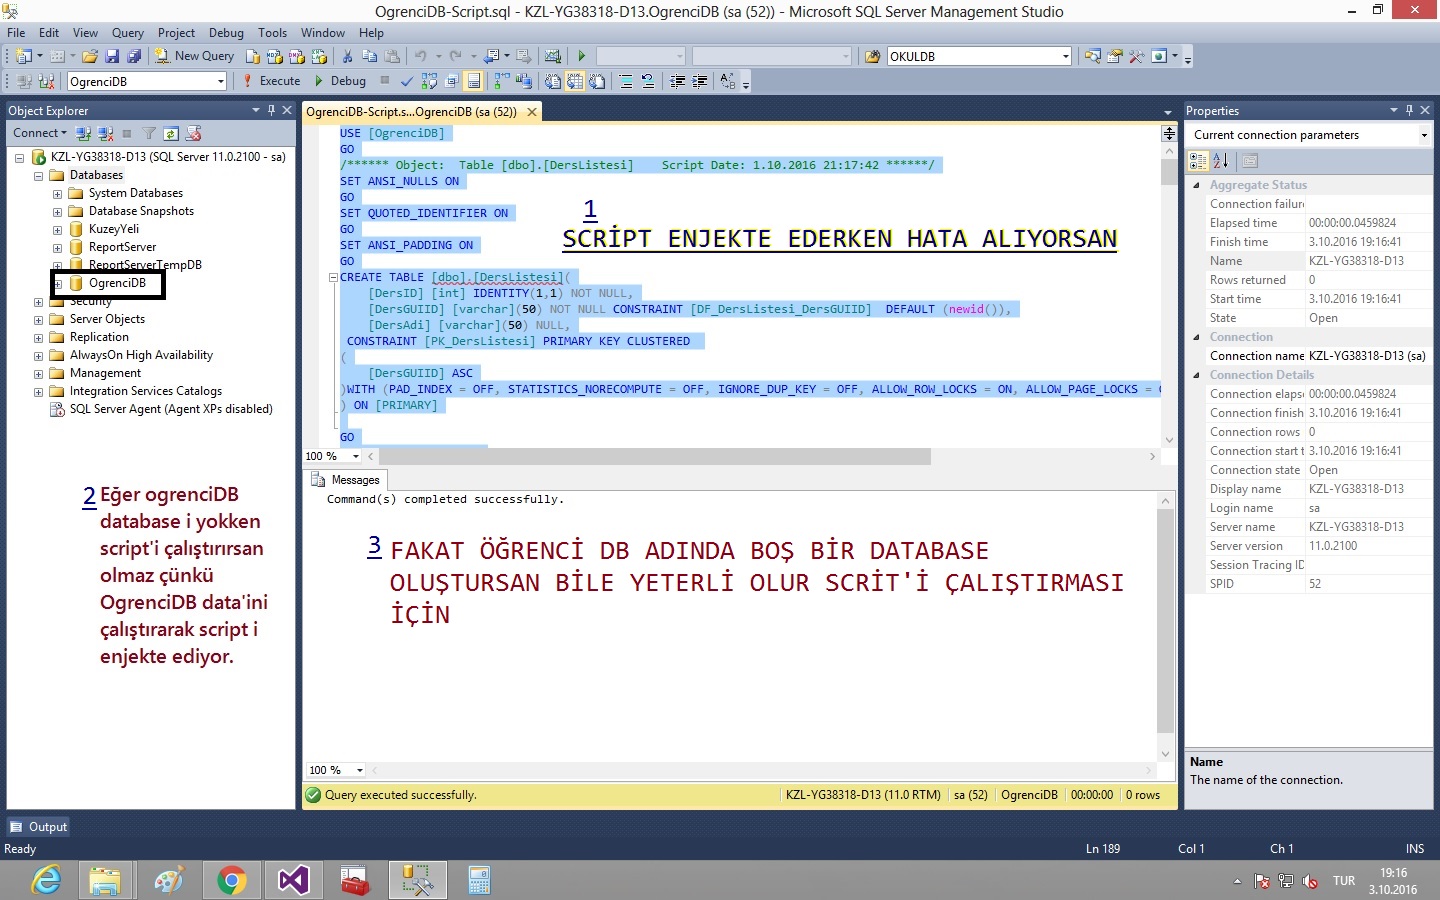 OgrenciDB-Script.sql - KZL-YG38318-D13.OgrenciDB (sa (52)) - Microsoft SQL Server Management Studio
File Edit View Query Project Debug Tools Window Help
New Query
OKULDB
OgrenciDB
Execute
Debug
Object Explorer
Connect
KZL-YG38318-D13 (SQL Server 11.0.2100 - sa)
Databases
System Databases
Database Snapshots
KuzeyYeli
ReportServer
ReportServerTempDB
OgrenciDB
Security
Server Objects
Replication
AlwaysOn High Availability
Management
Integration Services Catalogs
SQL Server Agent (Agent XPs disabled)
2 Eğer ogrenciDB
database i yokken
script'i çalıştırırsan
olmaz çünkü
OgrenciDB data'ini
çalıştırarak script i
enjekte ediyor.
OgrenciDB-Script.s...OgrenciDB (sa (52))
USE [OgrenciDB]
GO
/****** Object:  Table [dbo].[DersListesi]    Script Date: 1.10.2016 21:17:42 ******/
SET ANSI_NULLS ON
GO
SET QUOTED_IDENTIFIER ON
GO
SET ANSI_PADDING ON
GO
CREATE TABLE [dbo].[DersListesi](
[DersID] [int] IDENTITY(1,1) NOT NULL,
[DersGUIID] [varchar](50) NOT NULL CONSTRAINT [DF_DersListesi_DersGUIID]  DEFAULT (newid()),
[DersAdi] [varchar](50) NULL,
CONSTRAINT [PK_DersListesi] PRIMARY KEY CLUSTERED
(
[DersGUIID] ASC
)WITH (PAD_INDEX = OFF, STATISTICS_NORECOMPUTE = OFF, IGNORE_DUP_KEY = OFF, ALLOW_ROW_LOCKS = ON, ALLOW_PAGE_LOCKS =
) ON [PRIMARY]
GO
1
SCRİPT ENJEKTE EDERKEN HATA ALIYORSAN
100 %
Messages
Command(s) completed successfully.
3 FAKAT ÖĞRENCİ DB ADINDA BOŞ BİR DATABASE
OLUŞTURSAN BİLE YETERLİ OLUR SCRİT'İ ÇALIŞTIRMASI
İÇİN
100 %
Query executed successfully.
KZL-YG38318-D13 (11.0 RTM) sa (52) OgrenciDB 00:00:00 0 rows
Properties
Current connection parameters
Aggregate Status
Connection failure
Elapsed time 00:00:00.0459824
Finish time 3.10.2016 19:16:41
Name KZL-YG38318-D13
Rows returned 0
Start time 3.10.2016 19:16:41
State Open
Connection
Connection name KZL-YG38318-D13 (sa)
Connection Details
Connection elapse 00:00:00.0459824
Connection finish 3.10.2016 19:16:41
Connection rows 0
Connection start t 3.10.2016 19:16:41
Connection state Open
Display name KZL-YG38318-D13
Login name sa
Server name KZL-YG38318-D13
Server version 11.0.2100
Session Tracing ID
SPID 52
Name
The name of the connection.
Output
Ready
Ln 189 Col 1 Ch 1 INS
TUR
19:16
3.10.2016